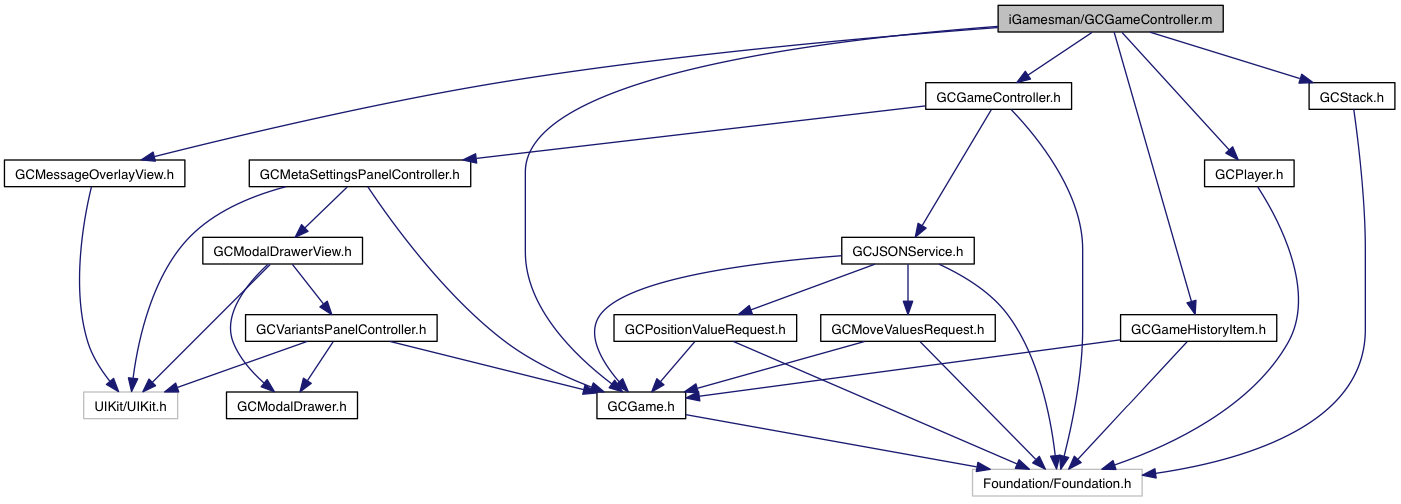 iGamesman/GCGameController.m
GCGameController.h
GCStack.h
GCMessageOverlayView.h
GCMetaSettingsPanelController.h
GCPlayer.h
GCModalDrawerView.h
GCJSONService.h
GCVariantsPanelController.h
GCPositionValueRequest.h
GCMoveValuesRequest.h
GCGameHistoryItem.h
UIKit/UIKit.h
GCModalDrawer.h
GCGame.h
Foundation/Foundation.h